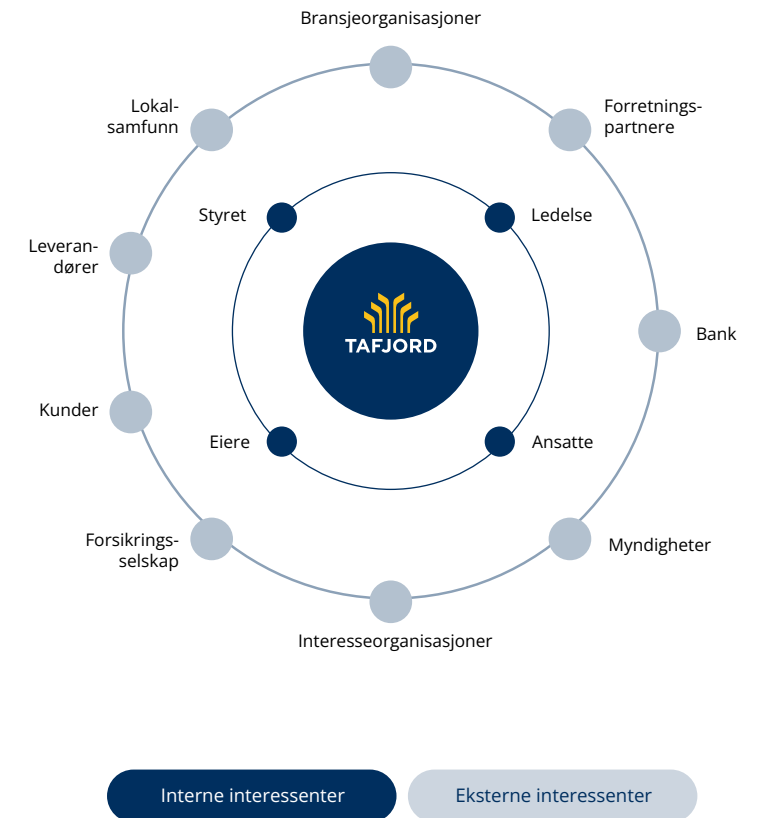 Bransjeorganisasjoner
Lokal-
samfunn
Forretnings-
partnere
Styret
Ledelse
Leveran-
dører
TAFJORD
Bank
Kunder
Eiere
Ansatte
Forsikrings-
selskap
Myndigheter
Interesseorganisasjoner
Interne interessenter
Eksterne interessenter